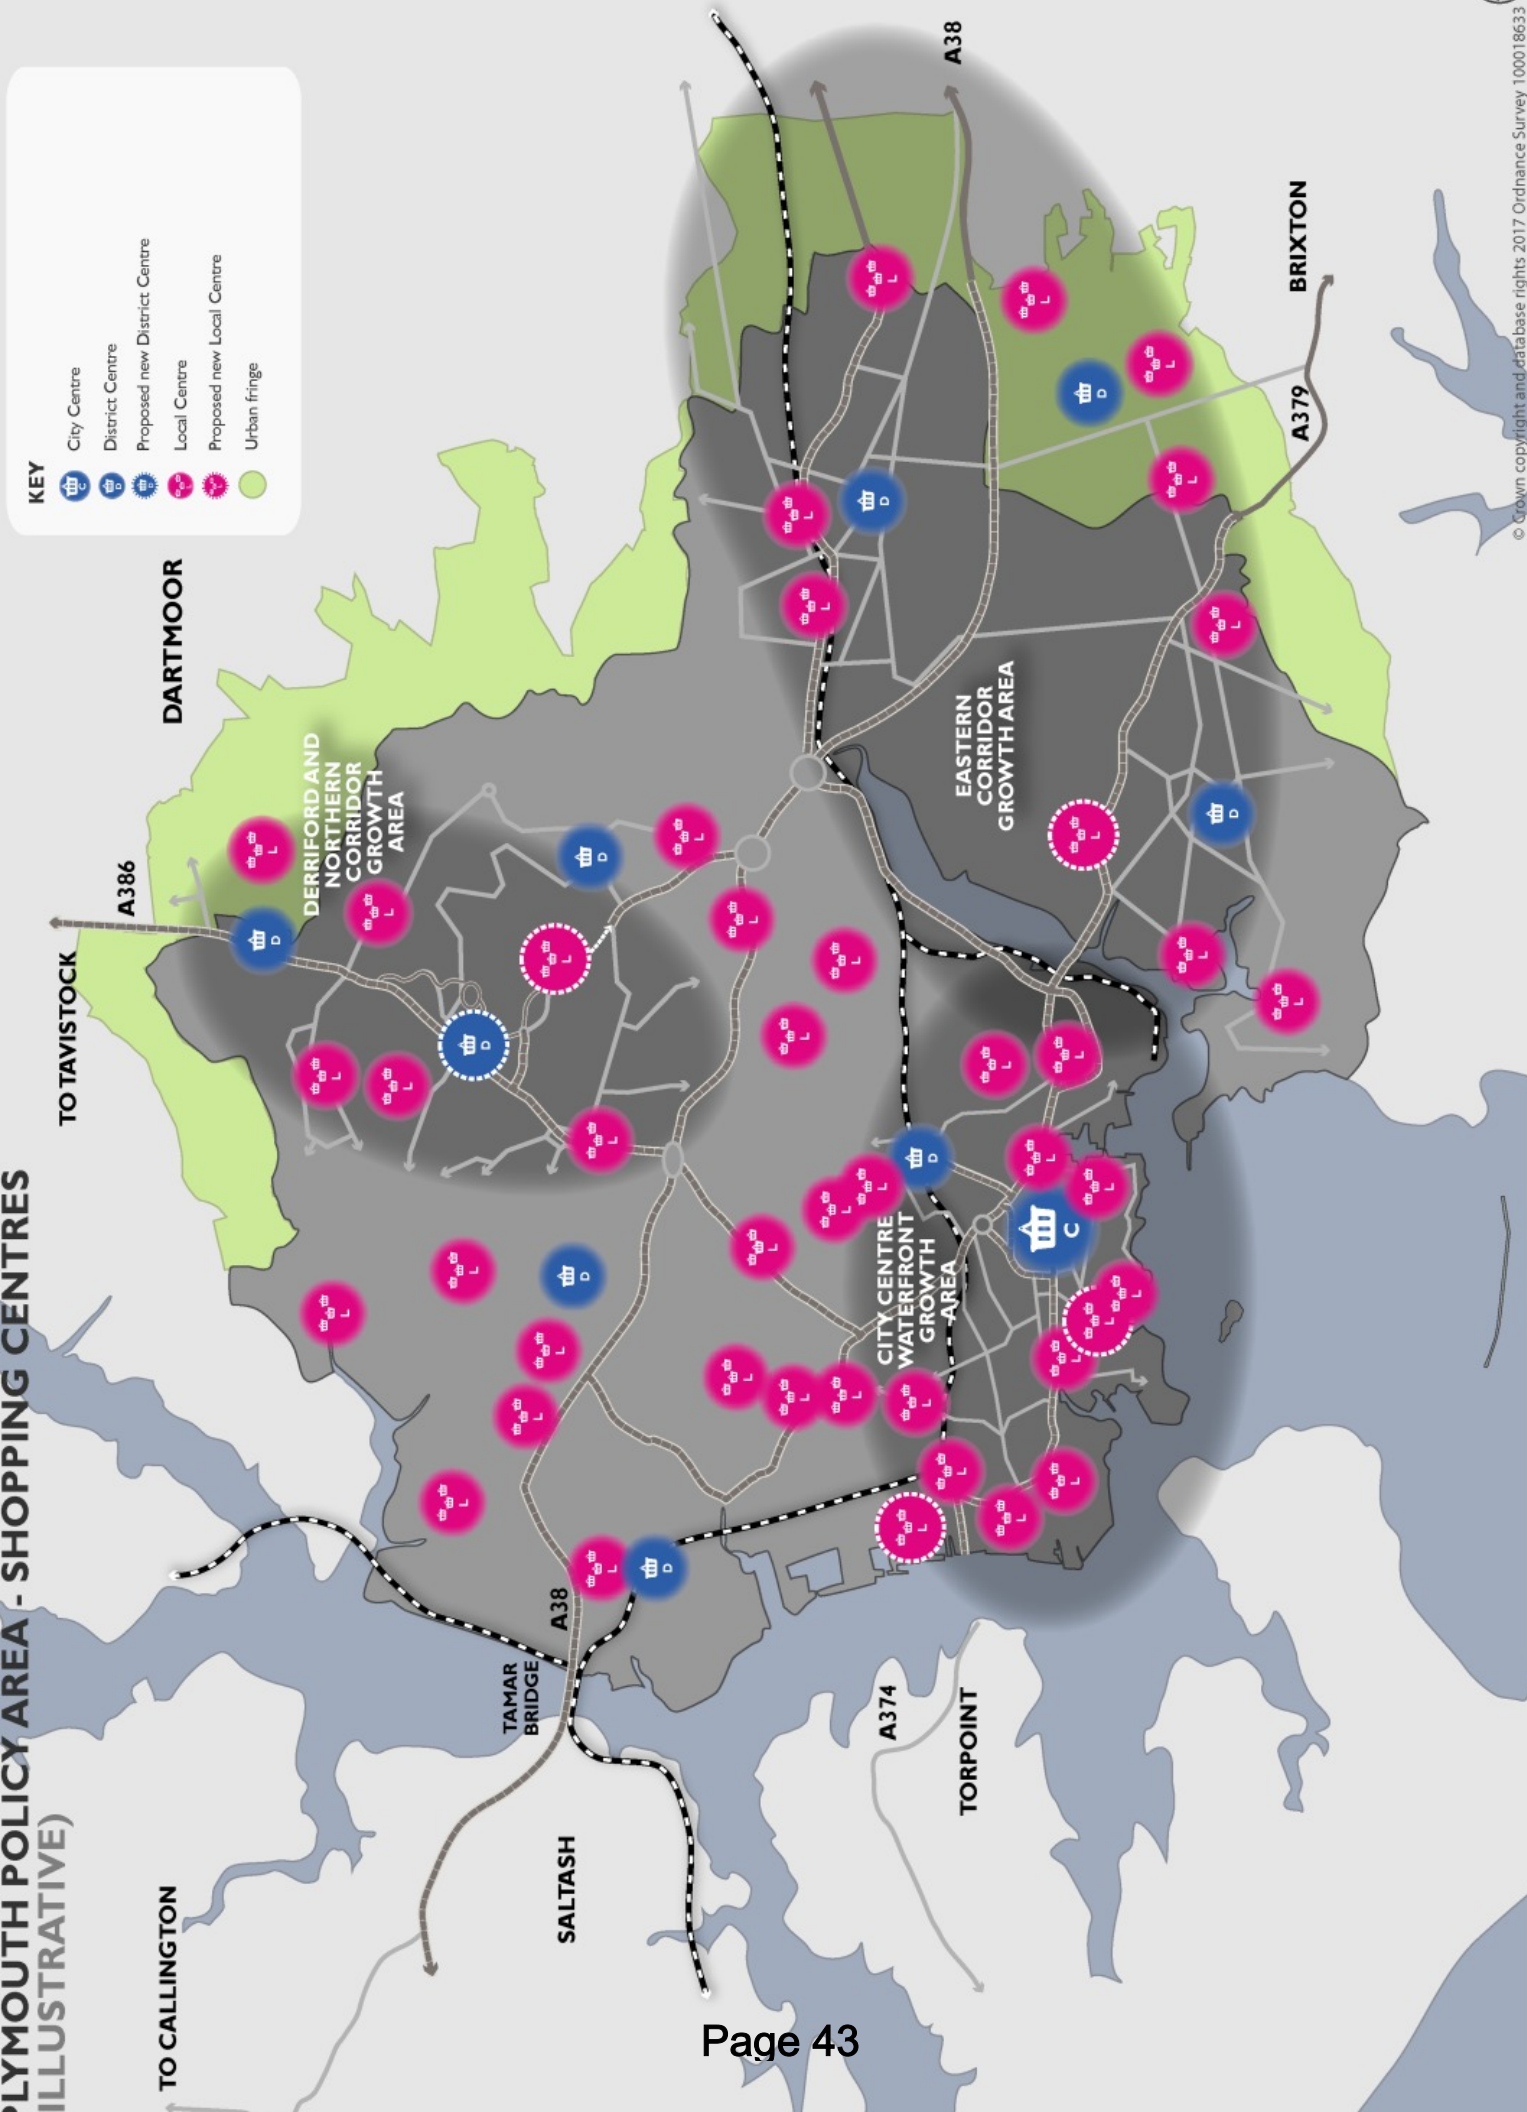 PLYMOUTH POLICY AREA - SHOPPING CENTRES
ILLUSTRATIVE)
KEY
City Centre
District Centre
Proposed new District Centre
Local Centre
Proposed new Local Centre
Urban fringe
TO CALLINGTON
TO TAVISTOCK
A386
DARTMOOR
DERRIFORD AND
NORTHERN
CORRIDOR
GROWTH
AREA
TAMAR
BRIDGE
A38
SALTASH
A38
EASTERN
CORRIDOR
GROWTH AREA
CITY CENTRE
WATERFRONT
GROWTH
AREA
A374
TORPOINT
A379
BRIXTON
© Crown copyright and database rights 2017 Ordnance Survey 100018633
Page 43